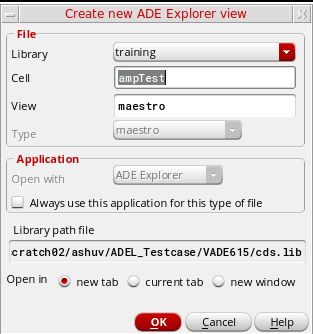 Create new ADE Explorer view
File
Library training
Cell ampTest
View maestro
Type maestro
Application
Open with ADE Explorer
Always use this application for this type of file
Library path file
cratch02/ashuv/ADEL_Testcase/VADE615/cds.lib
Open in new tab current tab new window
OK Cancel Help